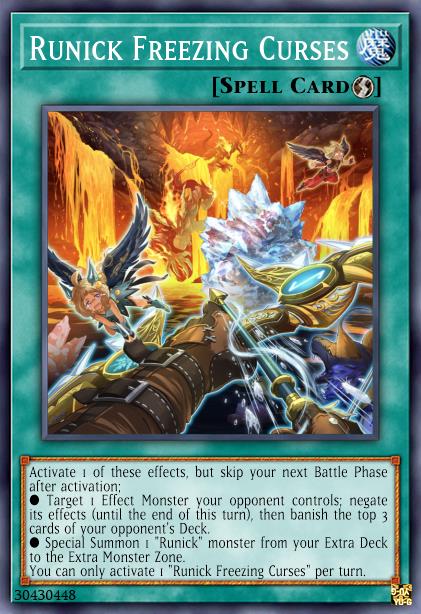 Runick Freezing Curses
[Spell Card]
Activate 1 of these effects, but skip your next Battle Phase
after activation;
● Target 1 Effect Monster your opponent controls; negate
its effects (until the end of this turn), then banish the top 3
cards of your opponent's Deck.
● Special Summon 1 "Runick" monster from your Extra Deck
to the Extra Monster Zone.
You can only activate 1 "Runick Freezing Curses" per turn.
30430448